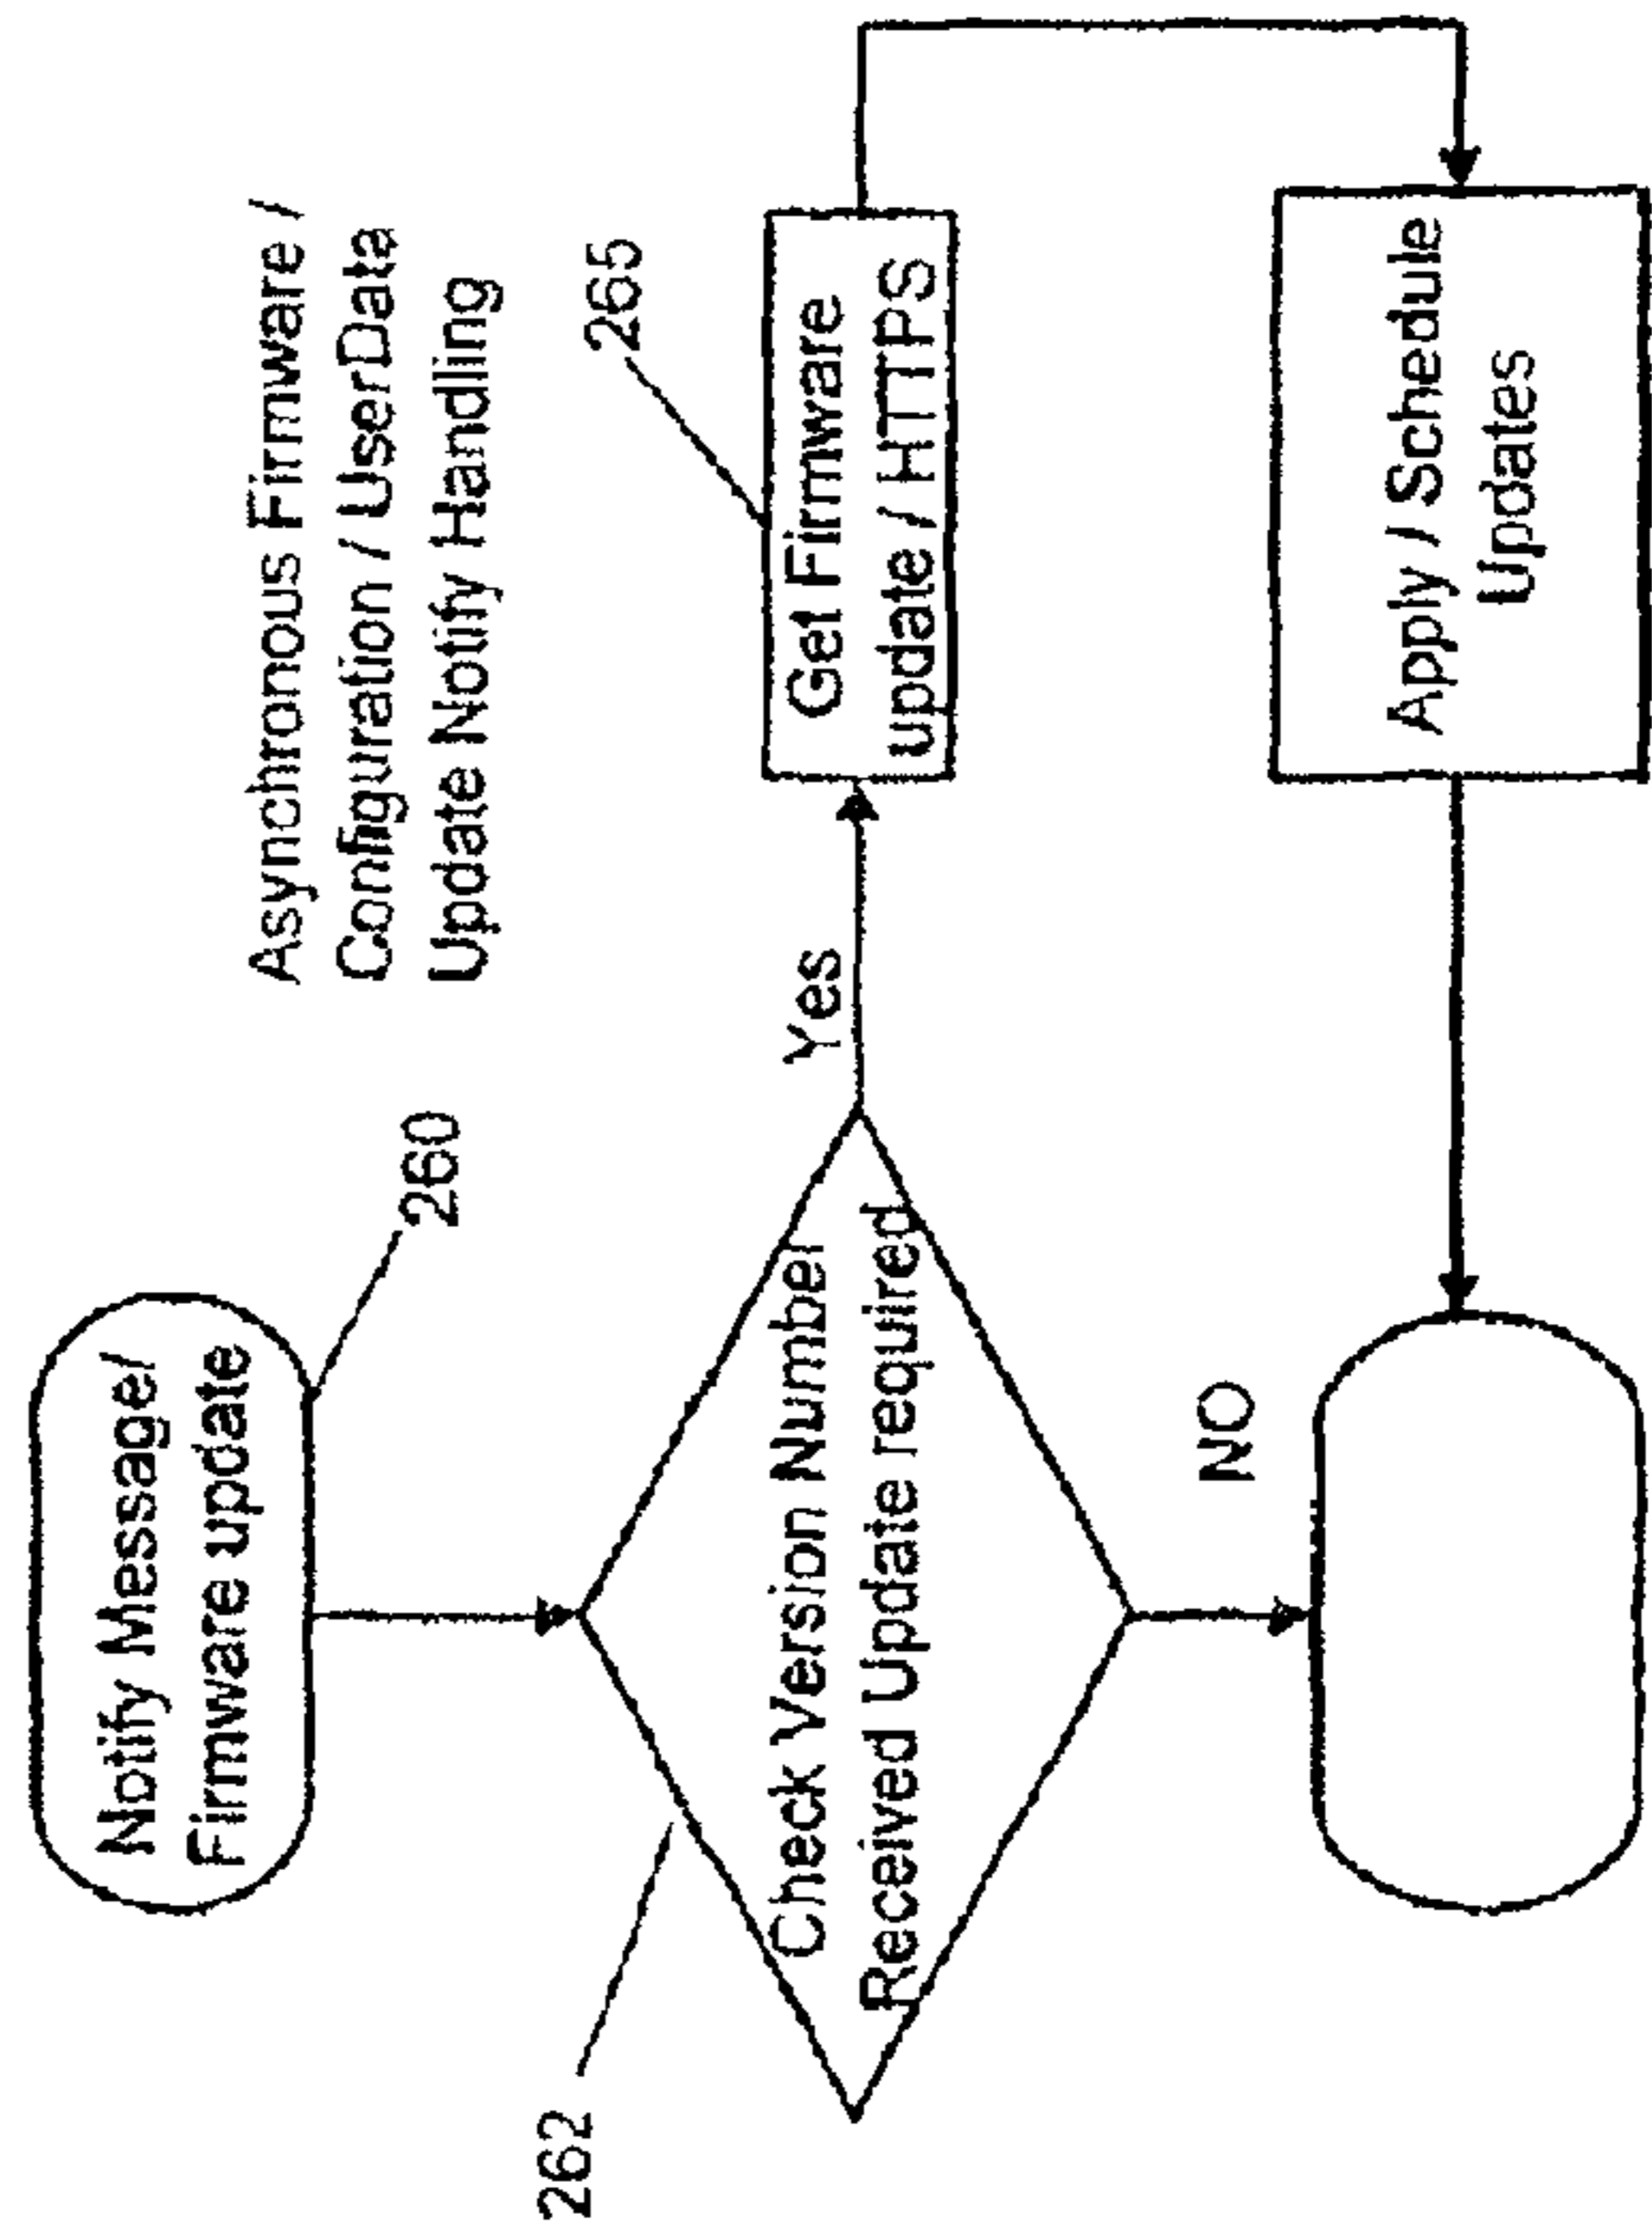 Notify Message/
Firmware update
260
Asynchronous Firmware /
Configuration / UserData
Update Notify Handling
262
Check Version Number
Received Update required
Yes
265
Get Firmware
update / HTTPS
NO
Apply / Schedule
Updates